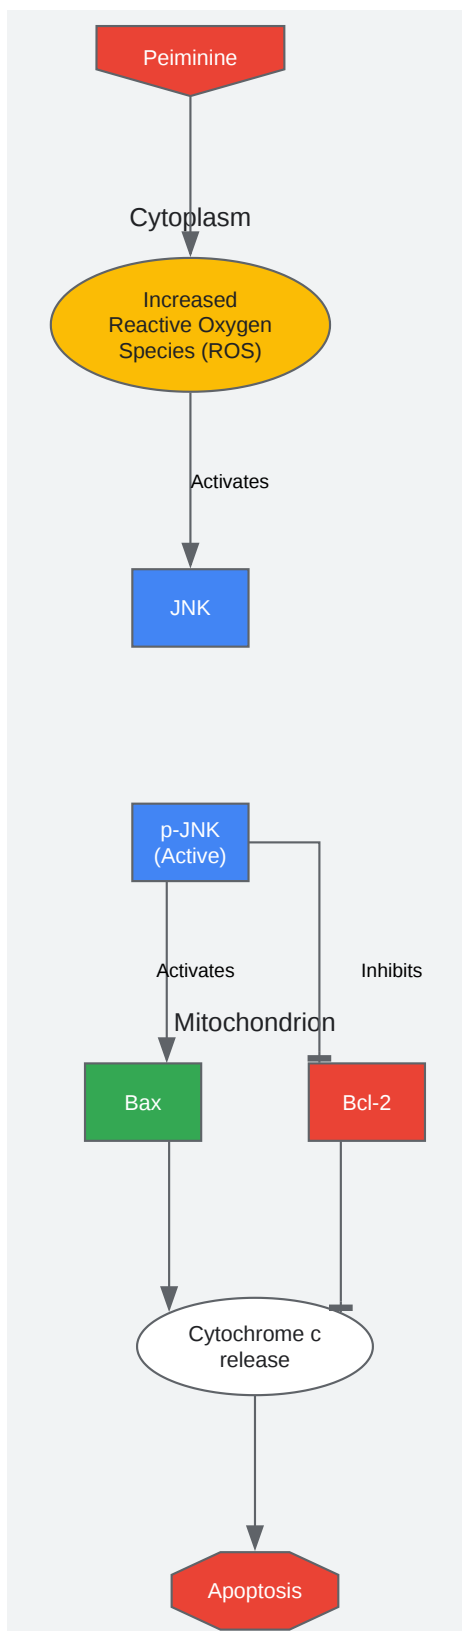 Peiminine
Cytoplasm
Increased
Reactive Oxygen
Species (ROS)
Activates
JNK
p-JNK
(Active)
Activates
Inhibits
Mitochondrion
Bax
Bcl-2
Cytochrome c
release
Apoptosis